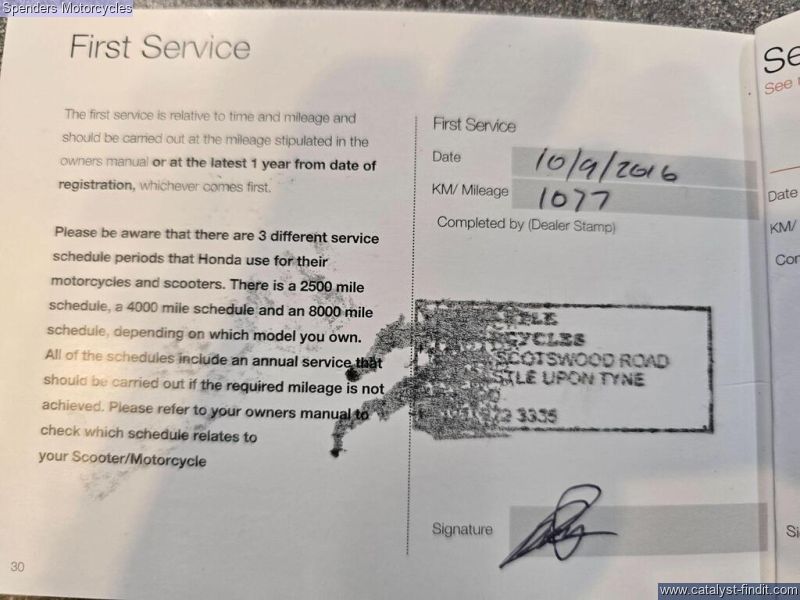 Spenders Motorcycles
First Service
The first service is relative to time and mileage and
should be carried out at the mileage stipulated in the
owners manual or at the latest 1 year from date of
registration, whichever comes first.
Please be aware that there are 3 different service
schedule periods that Honda use for their
motorcycles and scooters. There is a 2500 mile
schedule, a 4000 mile schedule and an 8000 mile
schedule, depending on which model you own.
All of the schedules include an annual service that
should be carried out if the required mileage is not
achieved. Please refer to your owners manual to
check which schedule relates to
your Scooter/Motorcycle
30
First Service
Date 10/9/2016
KM/ Mileage 1077
Completed by (Dealer Stamp)
SCOTSWOOD ROAD
UPON TYNE
3335
Signature
Se
See
Date
KM/
Con
Si
www.catalyst-findit.com